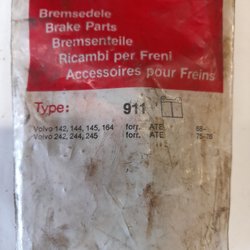 Bremsedele
Brake Parts
Bremsenteile
Ricambi per Freni
Accessoires pour Freins
Type: 911
Volvo 142, 144, 145, 164 forr. ATE 68-
Volvo 242, 244, 245 forr. ATE 75-76